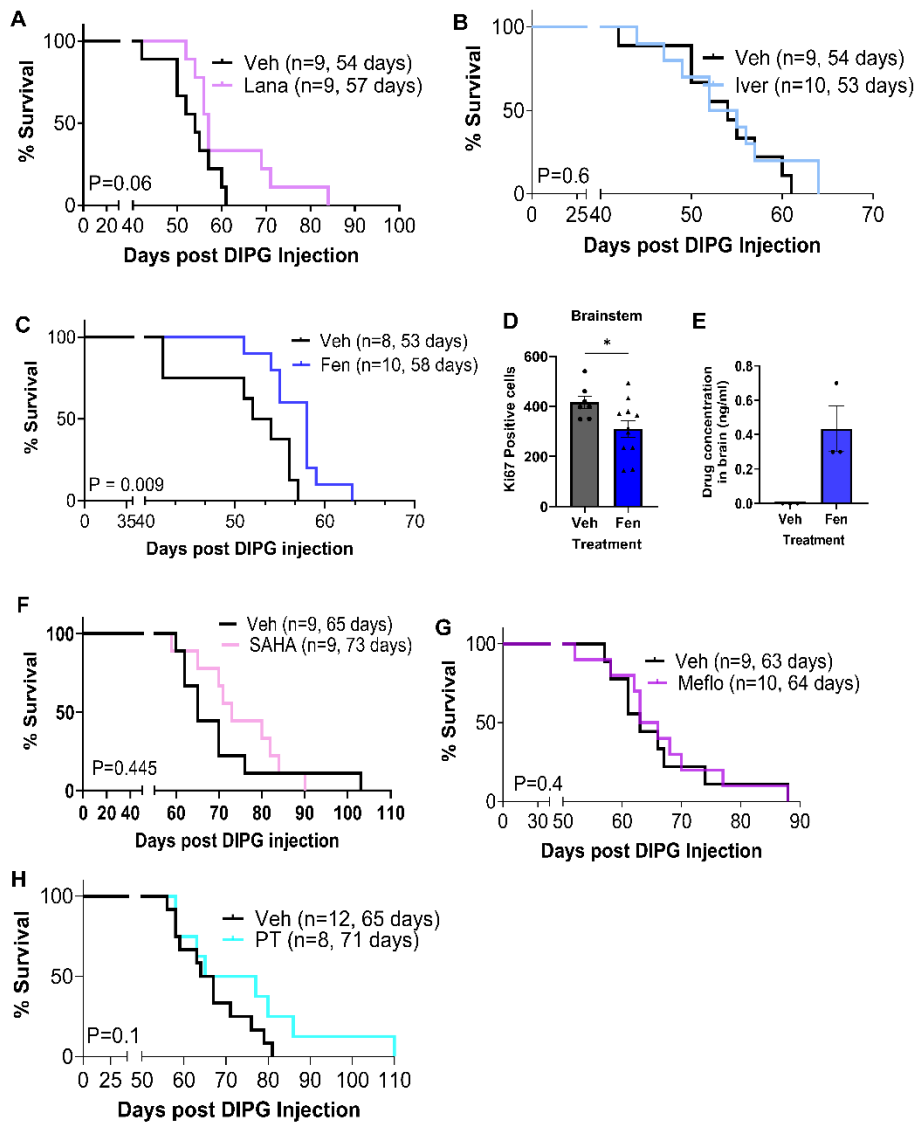 A
Veh (n=9, 54 days)
Lana (n=9, 57 days)
% Survival
100
50
0
P=0.06
0 20 40 50 60 70 80 90 100
Days post DIPG Injection
B
Veh (n=9, 54 days)
Iver (n=10, 53 days)
% Survival
100
50
0
P=0.6
0 25 40 50 60 70
Days post DIPG Injection
C
Veh (n=8, 53 days)
Fen (n=10, 58 days)
% Survival
100
50
0
P = 0.009
0 35 40 50 60 70
Days post DIPG injection
D
Brainstem
*
Ki67 Positive cells
600
400
200
0
Veh Fen
Treatment
E
Drug concentration
in brain (ng/ml)
0.8
0.6
0.4
0.2
0.0
Veh Fen
Treatment
F
Veh (n=9, 65 days)
SAHA (n=9, 73 days)
% Survival
100
50
0
P=0.445
0 20 40 60 70 80 90 100 110
Days post DIPG injection
G
Veh (n=9, 63 days)
Meflo (n=10, 64 days)
% Survival
100
50
0
P=0.4
0 30 50 60 70 80 90
Days post DIPG Injection
H
Veh (n=12, 65 days)
PT (n=8, 71 days)
% Survival
100
50
0
P=0.1
0 25 50 60 70 80 90 100 110
Days post DIPG Injection